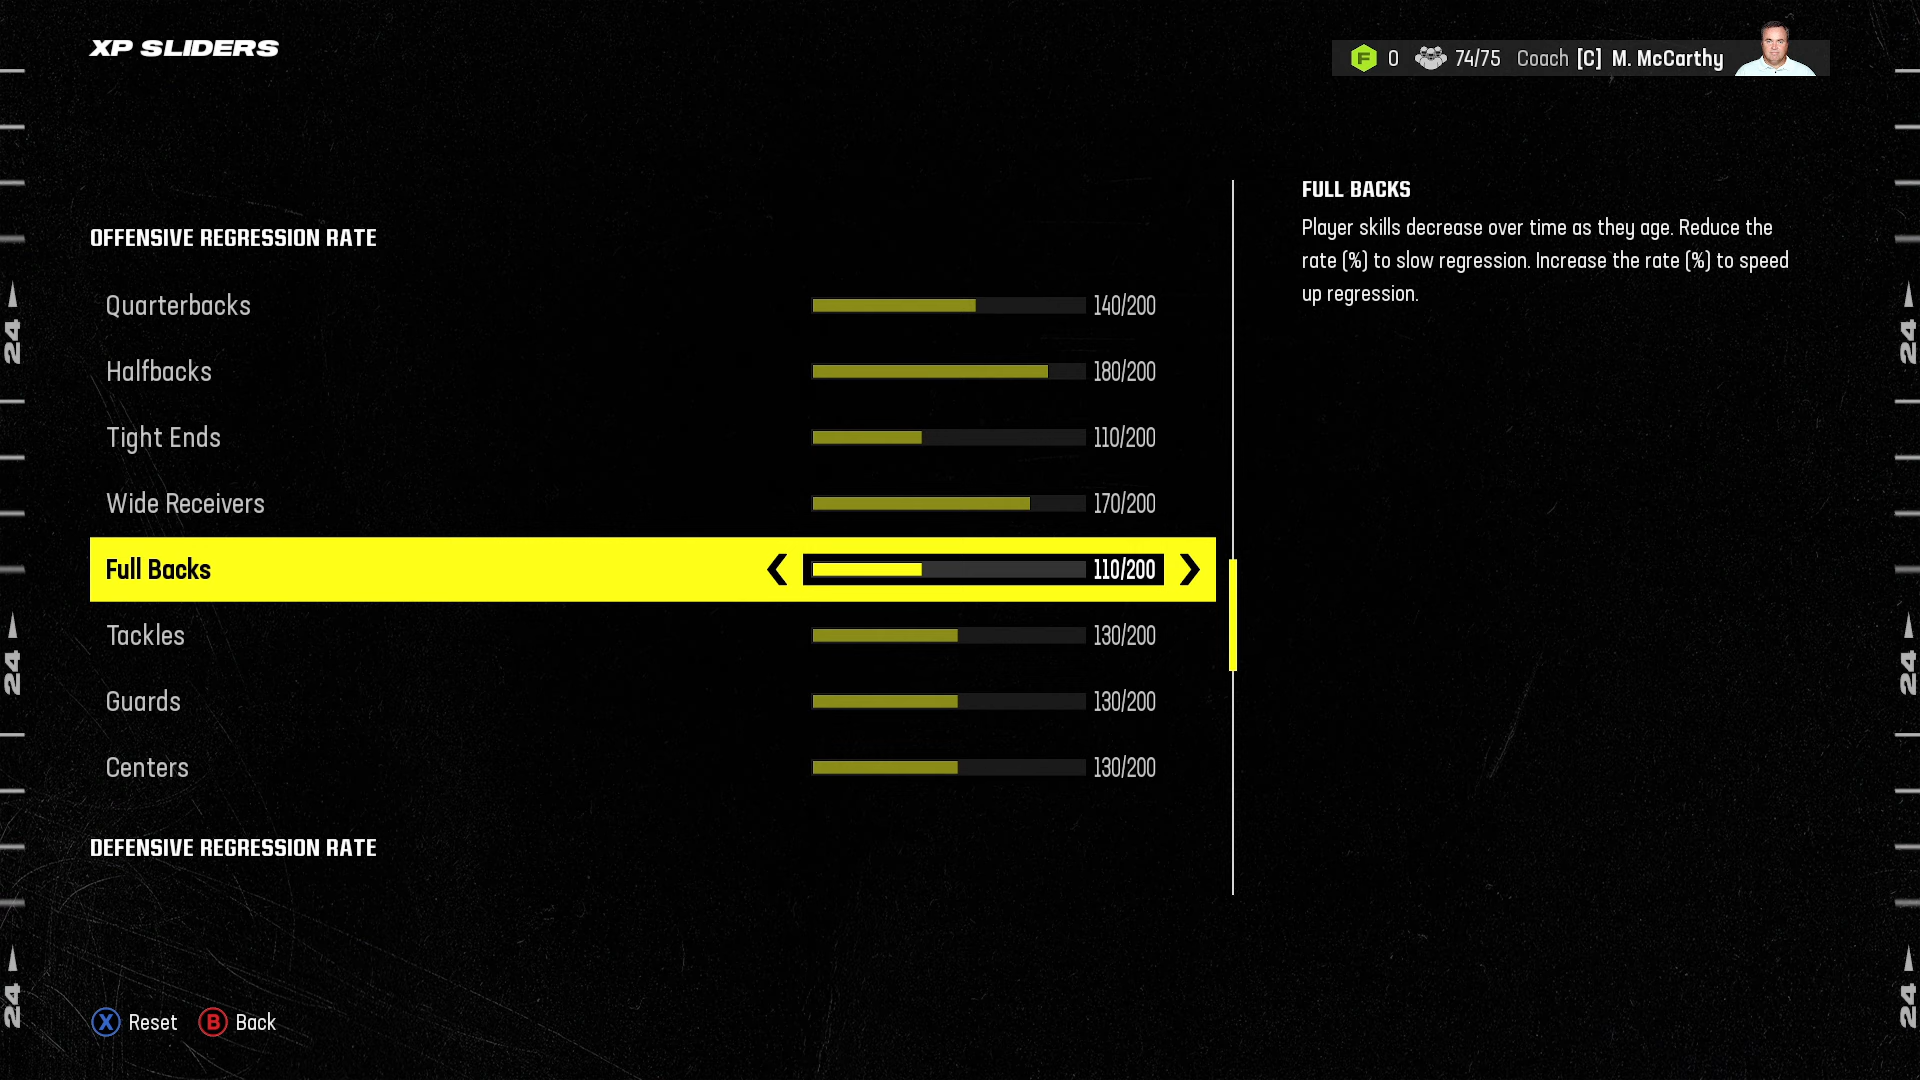 XP SLIDERS
F 0 74/75 Coach [C] M. McCarthy
OFFENSIVE REGRESSION RATE
Quarterbacks 140/200
Halfbacks 180/200
Tight Ends 110/200
Wide Receivers 170/200
Full Backs 110/200
Tackles 130/200
Guards 130/200
Centers 130/200
DEFENSIVE REGRESSION RATE
FULL BACKS
Player skills decrease over time as they age. Reduce the
rate (%) to slow regression. Increase the rate (%) to speed
up regression.
X Reset B Back
24
24
24
24
24
24